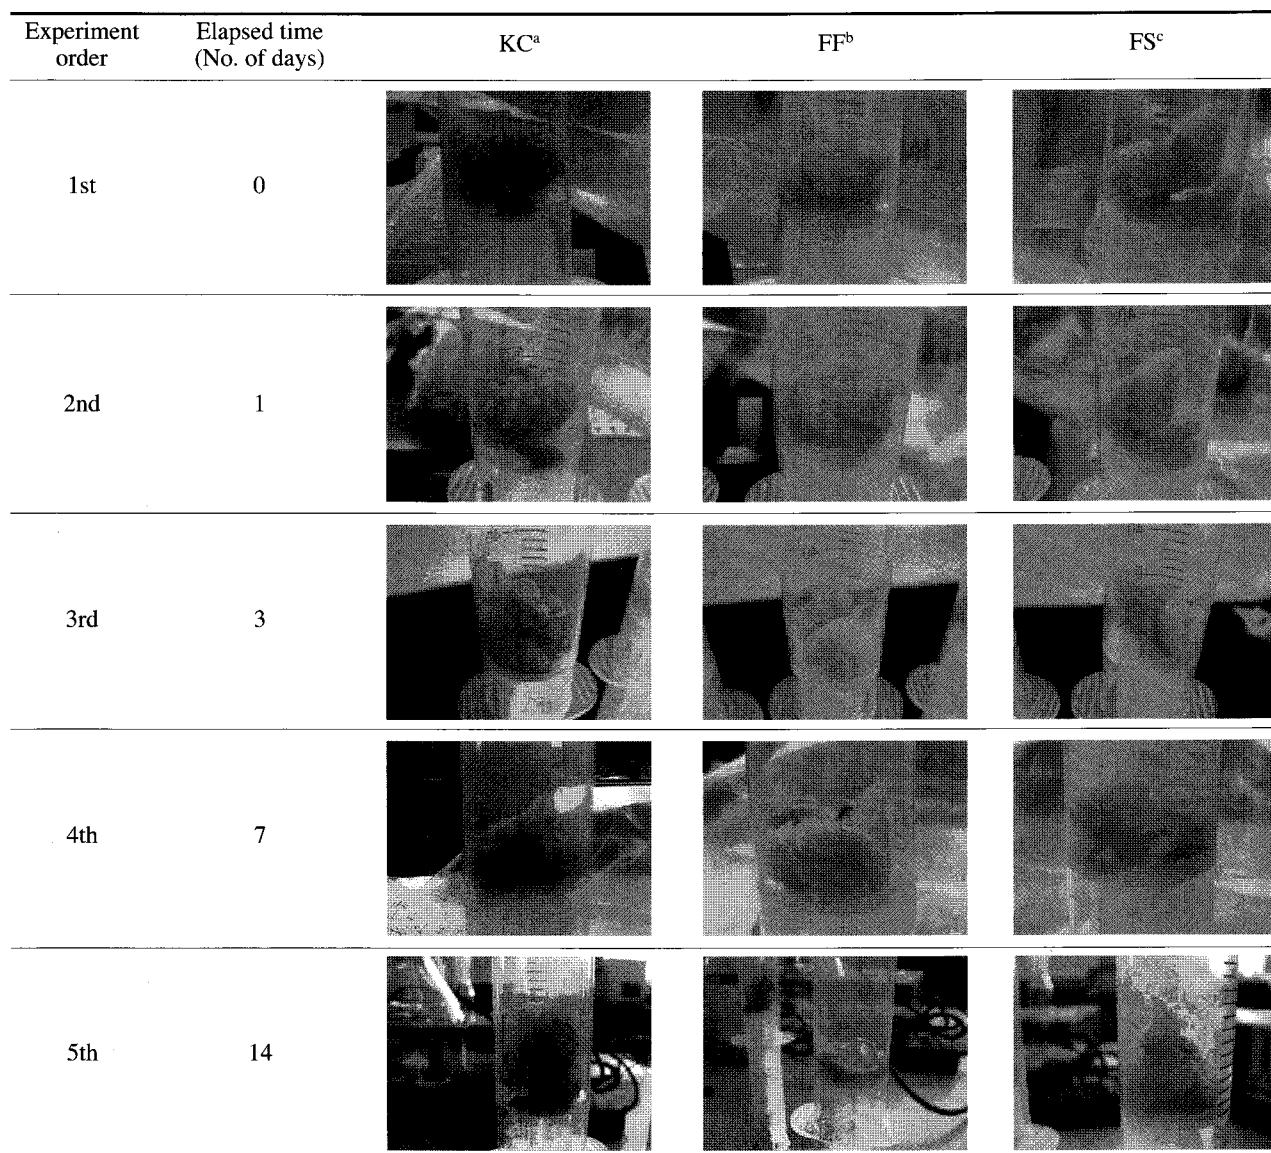 Experiment order
Elapsed time (No. of days)
KCᵃ
FFᵇ
FSᶜ
1st 0
2nd 1
3rd 3
4th 7
5th 14